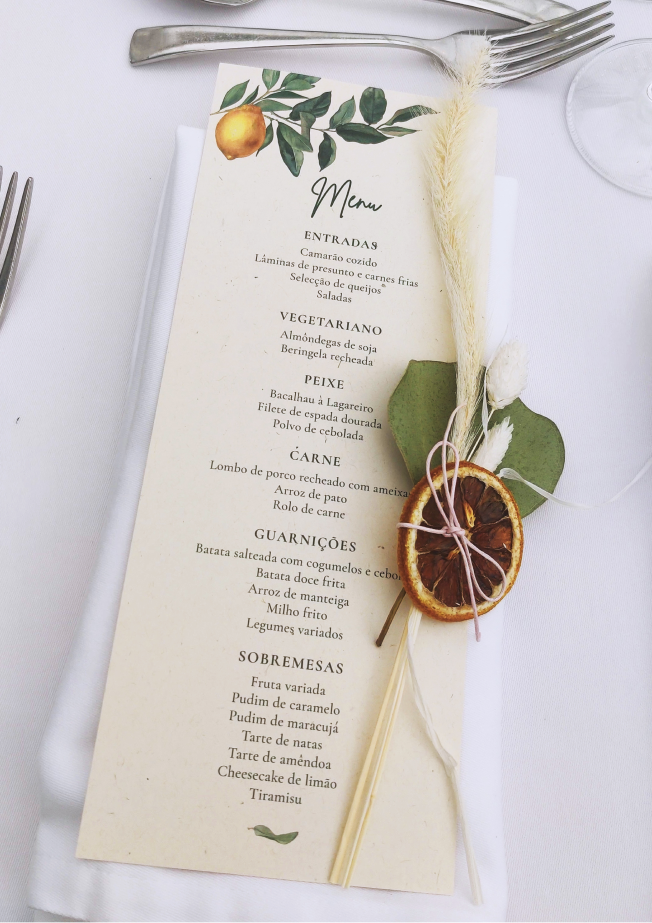 Menu
ENTRADAS
Camarão cozido
Lâminas de presunto e carnes frias
Selecção de queijos
Saladas
VEGETARIANO
Almôndegas de soja
Beringela recheada
PEIXE
Bacalhau à Lagareiro
Filete de espada dourada
Polvo de cebolada
CARNE
Lombo de porco recheado com ameixa
Arroz de pato
Rolo de carne
GUARNIÇÕES
Batata salteada com cogumelos e
Batata doce frita
Arroz de manteiga
Milho frito
Legumes variados
SOBREMESAS
Fruta variada
Pudim de caramelo
Pudim de maracujá
Tarte de natas
Tarte de amêndoa
Cheesecake de limão
Tiramisu